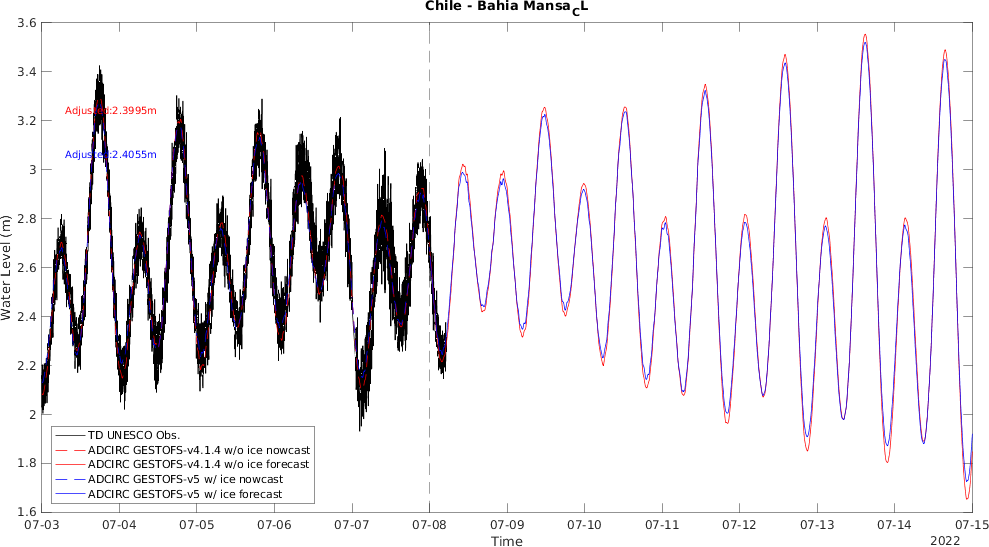 Chile - Bahia Mansa_CL
3.6
3.4
3.2
3
2.8
2.6
2.4
2.2
2
1.8
1.6
Water Level (m)
Adjusted:2.3995m
Adjusted:2.4055m
TD UNESCO Obs.
ADCIRC GESTOFS-v4.1.4 w/o ice nowcast
ADCIRC GESTOFS-v4.1.4 w/o ice forecast
ADCIRC GESTOFS-v5 w/ ice nowcast
ADCIRC GESTOFS-v5 w/ ice forecast
07-03 07-04 07-05 07-06 07-07 07-08 07-09 07-10 07-11 07-12 07-13 07-14 07-15
Time
2022